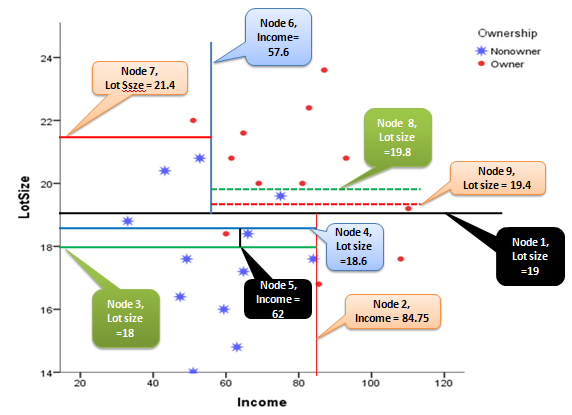 Node 6,
Income=
57.6
Ownership
Nonowner
Owner
24
Node 7,
Lot Ssze = 21.4
22
Node 8,
Lot size
=19.8
20
Node 9,
Lot size = 19.4
LotSize
Node 4,
Lot size
=18.6
Node 1,
Lot size
=19
18
Node 5,
Income =
62
Node 3,
Lot size
=18
Node 2,
Income = 84.75
16
14
20
40
60
80
100
120
Income